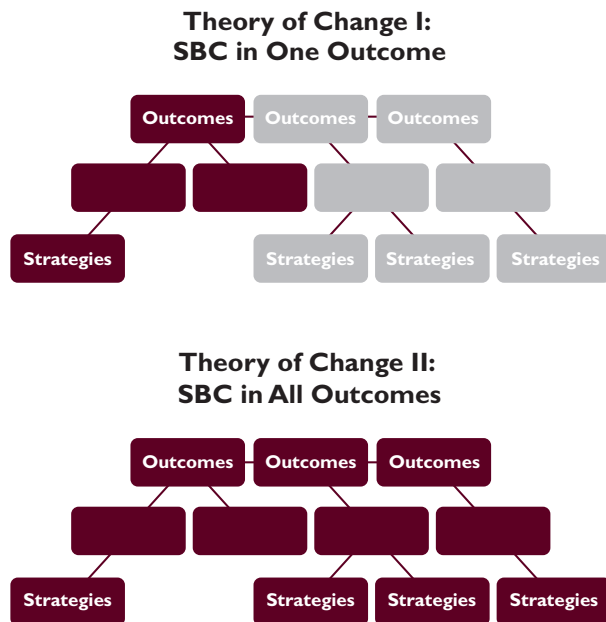 Theory of Change I:
SBC in One Outcome
Outcomes Outcomes Outcomes
Strategies Strategies Strategies Strategies
Theory of Change II:
SBC in All Outcomes
Outcomes Outcomes Outcomes
Strategies Strategies Strategies Strategies